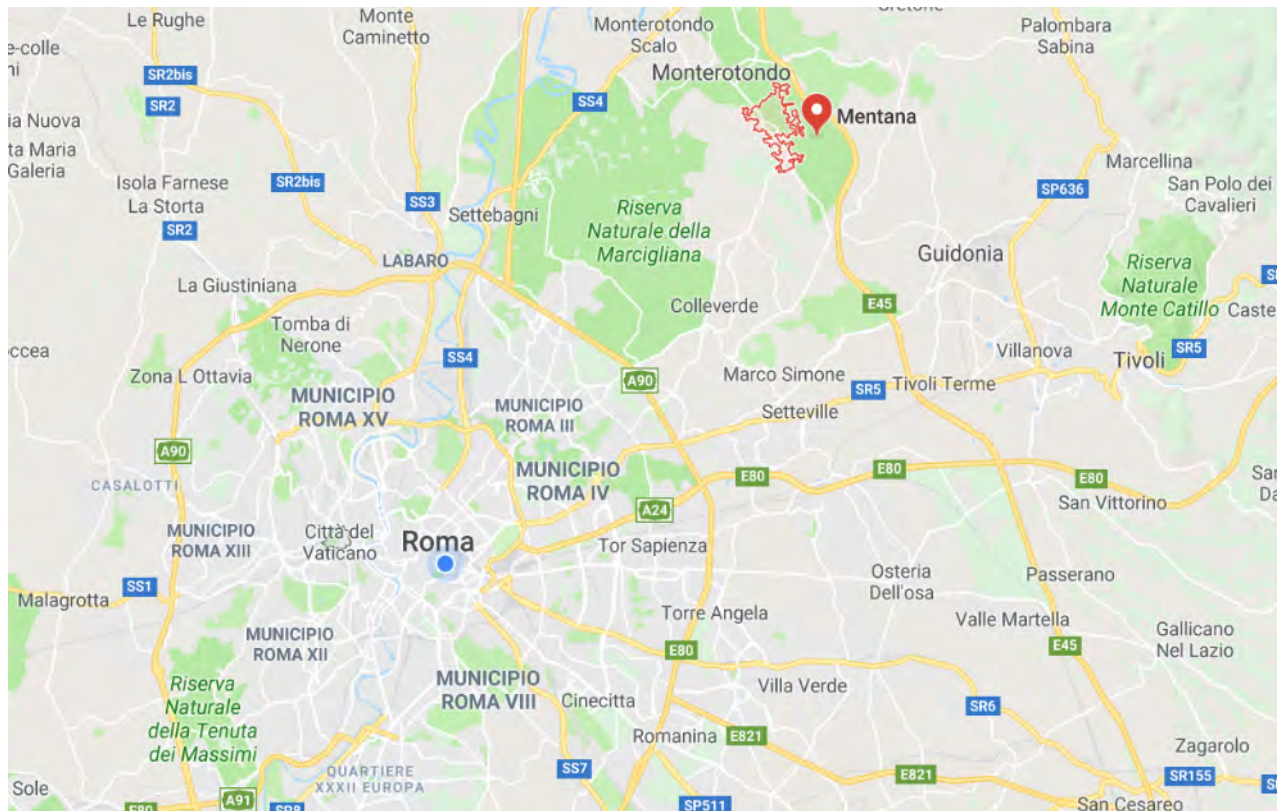 Le Rughe
Monte
Caminetto
Monterotondo
Scalo
Palombara
Sabina
e-colle
SR2bis
SR2
SS4
Monterotondo
Mentana
ia Nuova
ta Maria
Galeria
Isola Farnese
La Storta
SR2
SR2bis
SS3
Settebagni
Marcellina
SP636
San Polo dei
Cavalieri
Riserva
Naturale della
Marcigliana
LABARO
Guidonia
Riserva
Naturale
Monte Catillo
La Giustiniana
Colleverde
E45
Caste
Tomba di
Nerone
SS4
occea
Zona L Ottavia
A90
Marco Simone
SR5
Tivoli Terme
Villanova
Tivoli
SR5
MUNICIPIO
ROMA XV
MUNICIPIO
ROMA III
Setteville
A90
CASALOTTI
MUNICIPIO
ROMA IV
E80
E80
E80
San Vittorino
A24
MUNICIPIO
ROMA XIII
Città del
Vaticano
Roma
Tor Sapienza
SS1
Malagrotta
Osteria
Dell'osa
Passerano
Torre Angela
Valle Martella
Gallicano
Nel Lazio
MUNICIPIO
ROMA XII
E80
E45
Riserva
Naturale
della Tenuta
dei Massimi
MUNICIPIO
ROMA VIII
Cinecitta
Villa Verde
SR6
Romanina
E821
Zagarolo
QUARTIERE
XXXII EUROPA
SS7
E821
SR155
Sole
E80
A91
SR8
SP511
San Cesareo